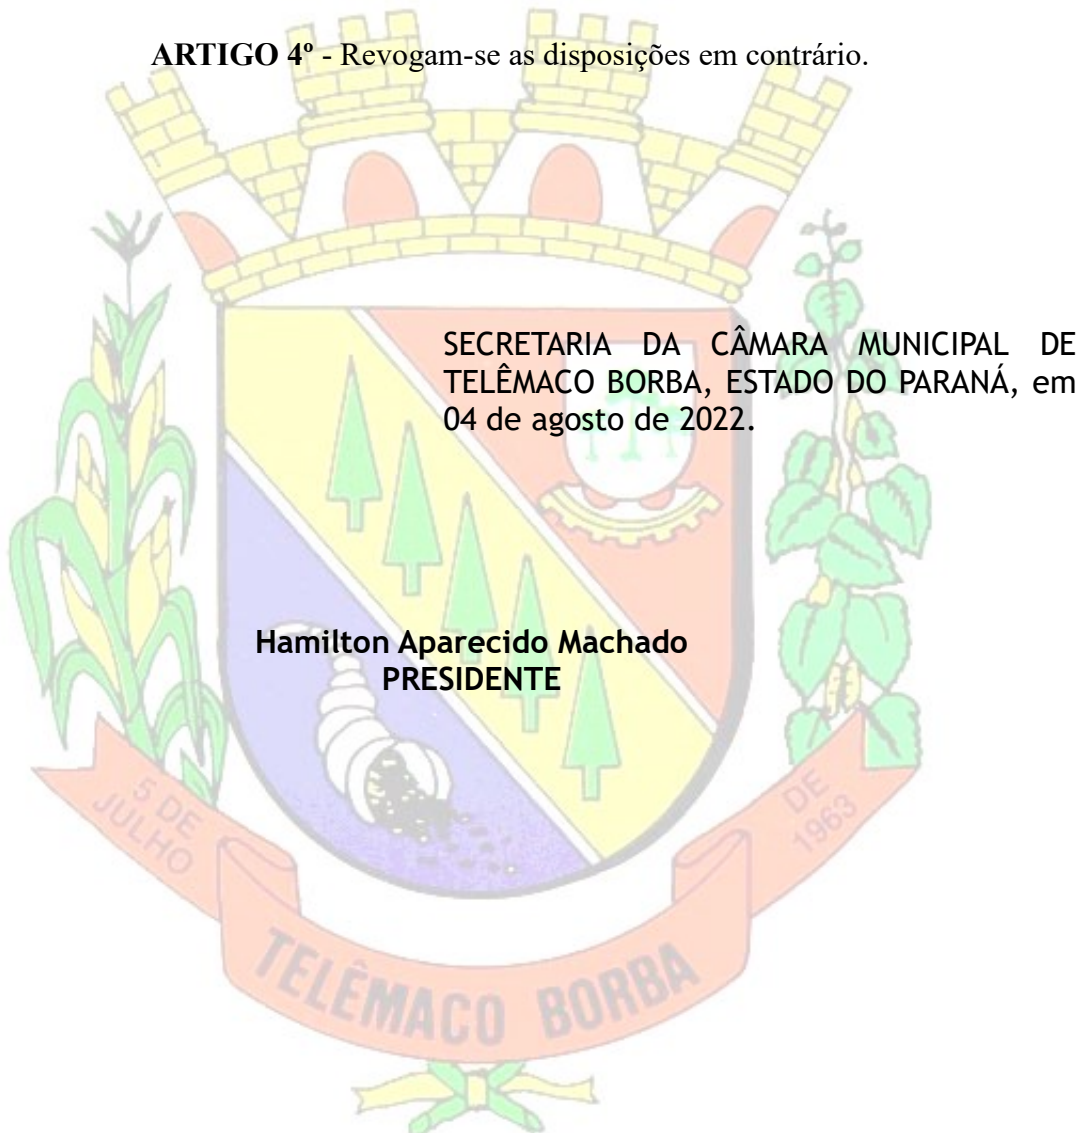 ARTIGO 4º - Revogam-se as disposições em contrário.
SECRETARIA DA CÂMARA MUNICIPAL DE
TELÊMACO BORBA, ESTADO DO PARANÁ, em
04 de agosto de 2022.
Hamilton Aparecido Machado
PRESIDENTE
5 DE
JULHO
DE
1963
TELÊMACO BORBA